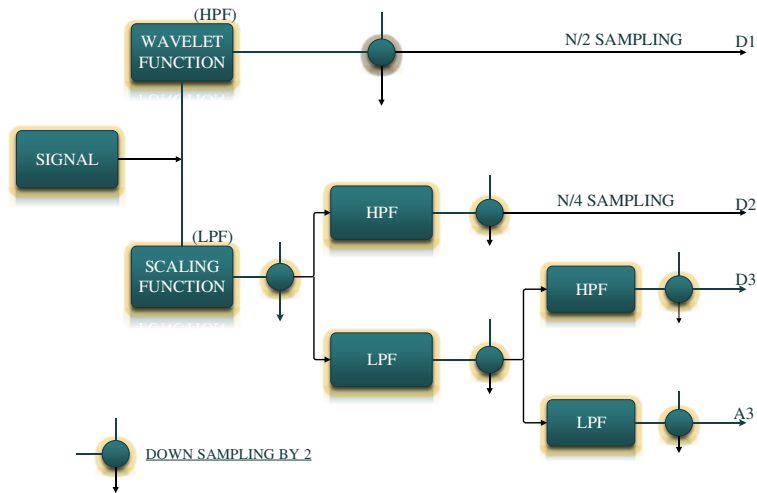 (HPF)
WAVELET
FUNCTION
N/2 SAMPLING
D1
SIGNAL
HPF
N/4 SAMPLING
D2
(LPF)
SCALING
FUNCTION
HPF
D3
LPF
LPF
A3
DOWN SAMPLING BY 2